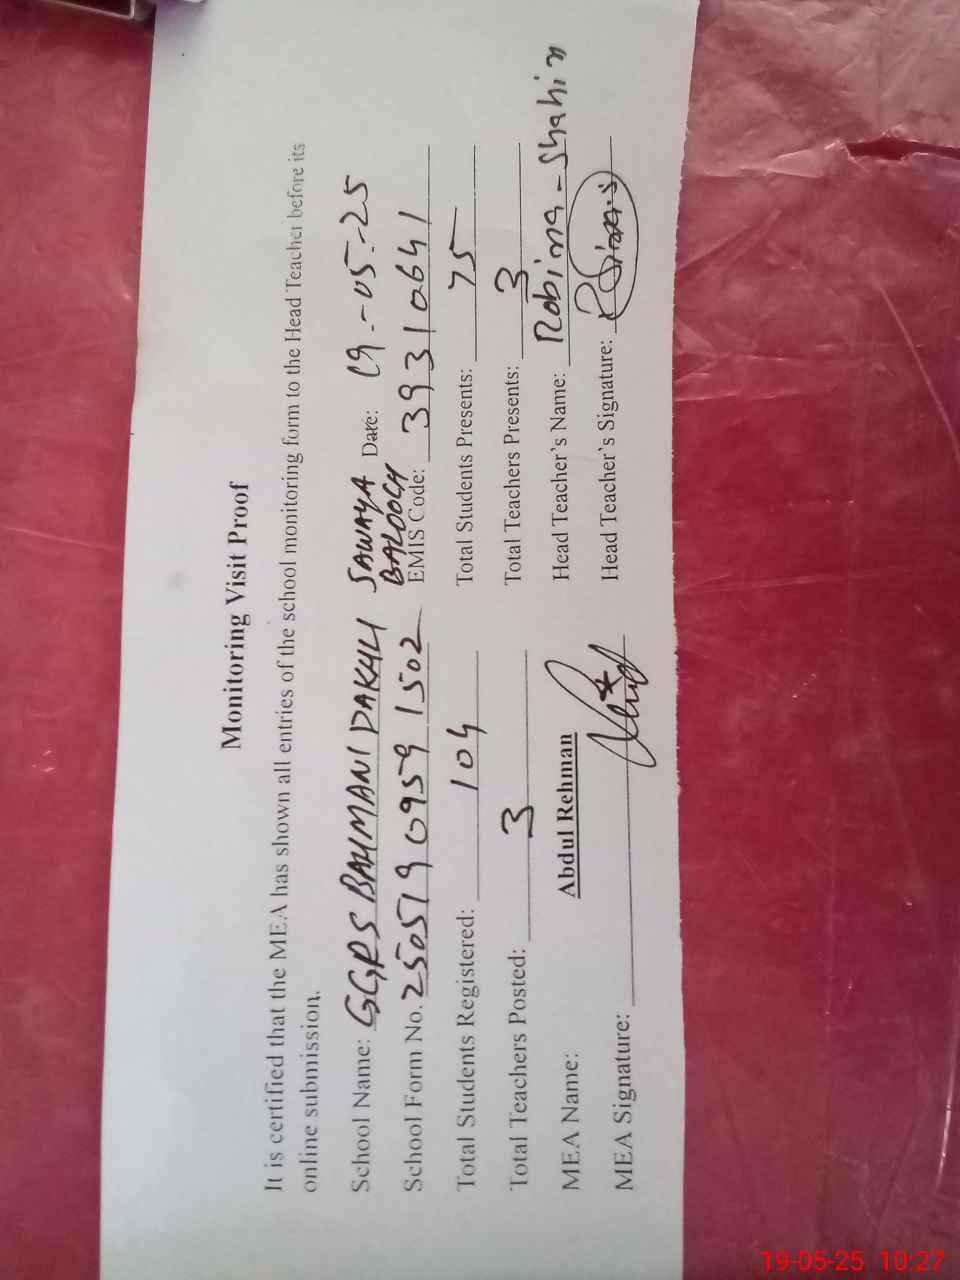 Monitoring Visit Proof
It is certified that the MEA has shown all entries of the school monitoring form to the Head Teacher before its
online submission.
School Name: GGPS BAHMANI DAKHLI SAWAYA BALOOCH Date: 19-05-25
School Form No. 2505190959 1502 EMIS Code: 39310641
Total Students Registered: 104 Total Students Presents: 75
Total Teachers Posted: 3 Total Teachers Presents: 3
MEA Name: Abdul Rehman Head Teacher's Name: Robina-Shahin
MEA Signature: Head Teacher's Signature:
19-05-25 10:27